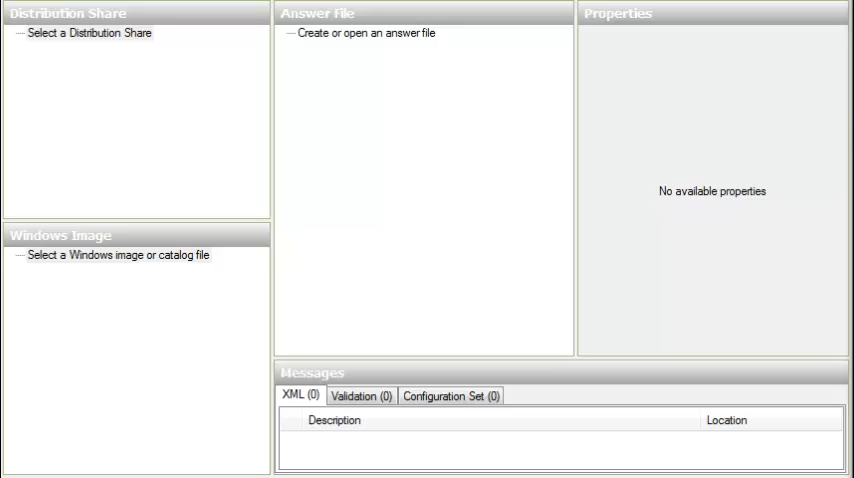 Distribution Share
Select a Distribution Share
Windows Image
Select a Windows image or catalog file
Answer File
Create or open an answer file
Properties
No available properties
Messages
XML (0) Validation (0) Configuration Set (0)
Description Location